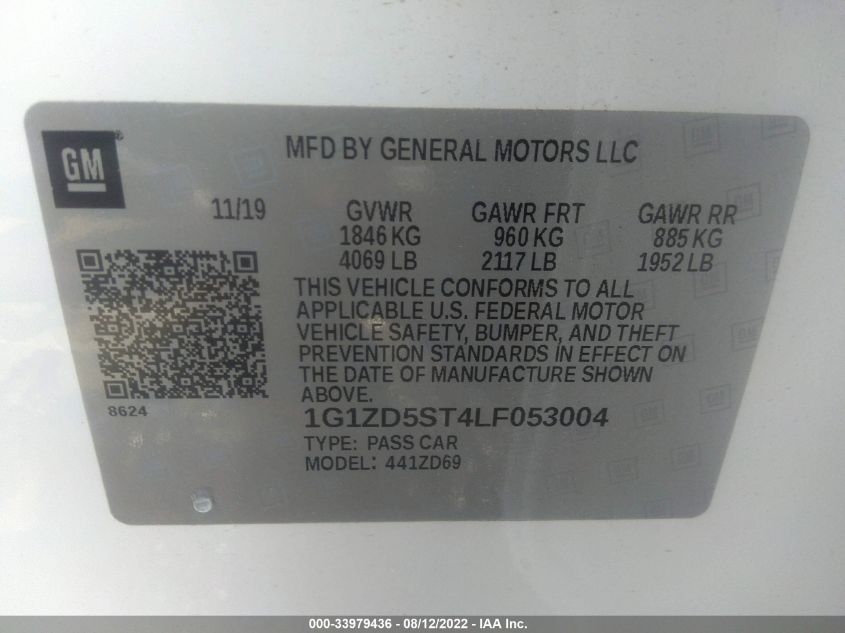 GM
MFD BY GENERAL MOTORS LLC
11/19 GVWR GAWR FRT GAWR RR
1846 KG 960 KG 885 KG
4069 LB 2117 LB 1952 LB
THIS VEHICLE CONFORMS TO ALL
APPLICABLE U.S. FEDERAL MOTOR
VEHICLE SAFETY, BUMPER, AND THEFT
PREVENTION STANDARDS IN EFFECT ON
THE DATE OF MANUFACTURE SHOWN
ABOVE.
8624
1G1ZD5ST4LF053004
TYPE: PASS CAR
MODEL: 441ZD69
000-33979436 - 08/12/2022 - IAA Inc.